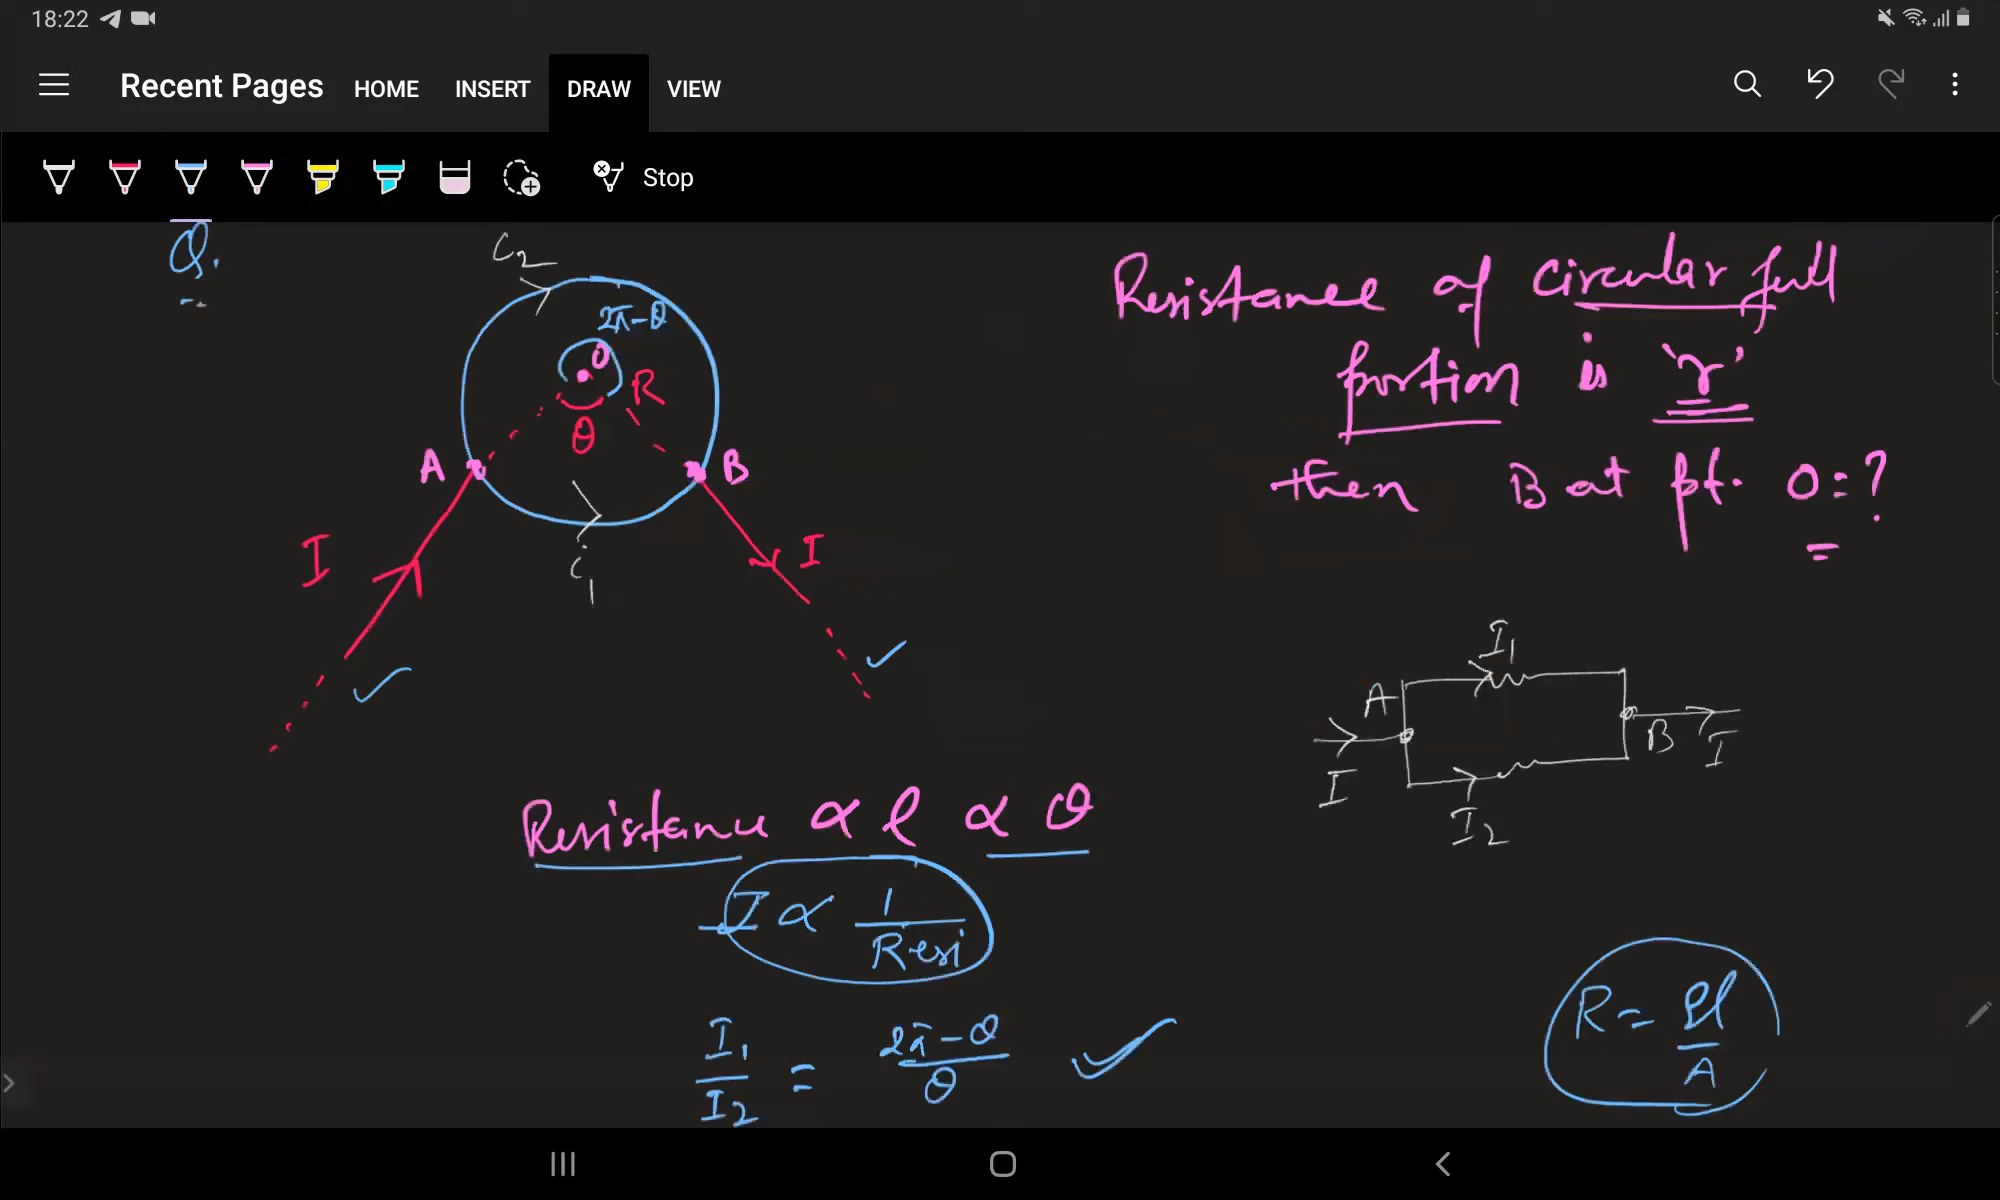 18:22
Recent Pages HOME INSERT DRAW VIEW
Stop
Q.
C2
2π-θ
O
R
θ
A
B
I
I
i1
Resistance of circular full
portion is 'r'
then B at pt. O=?
I1
A
B
I
I
I2
Resistance ∝ l ∝ θ
I ∝ 1/Resi
I1/I2 = 2π-θ/θ
R = ρl/A